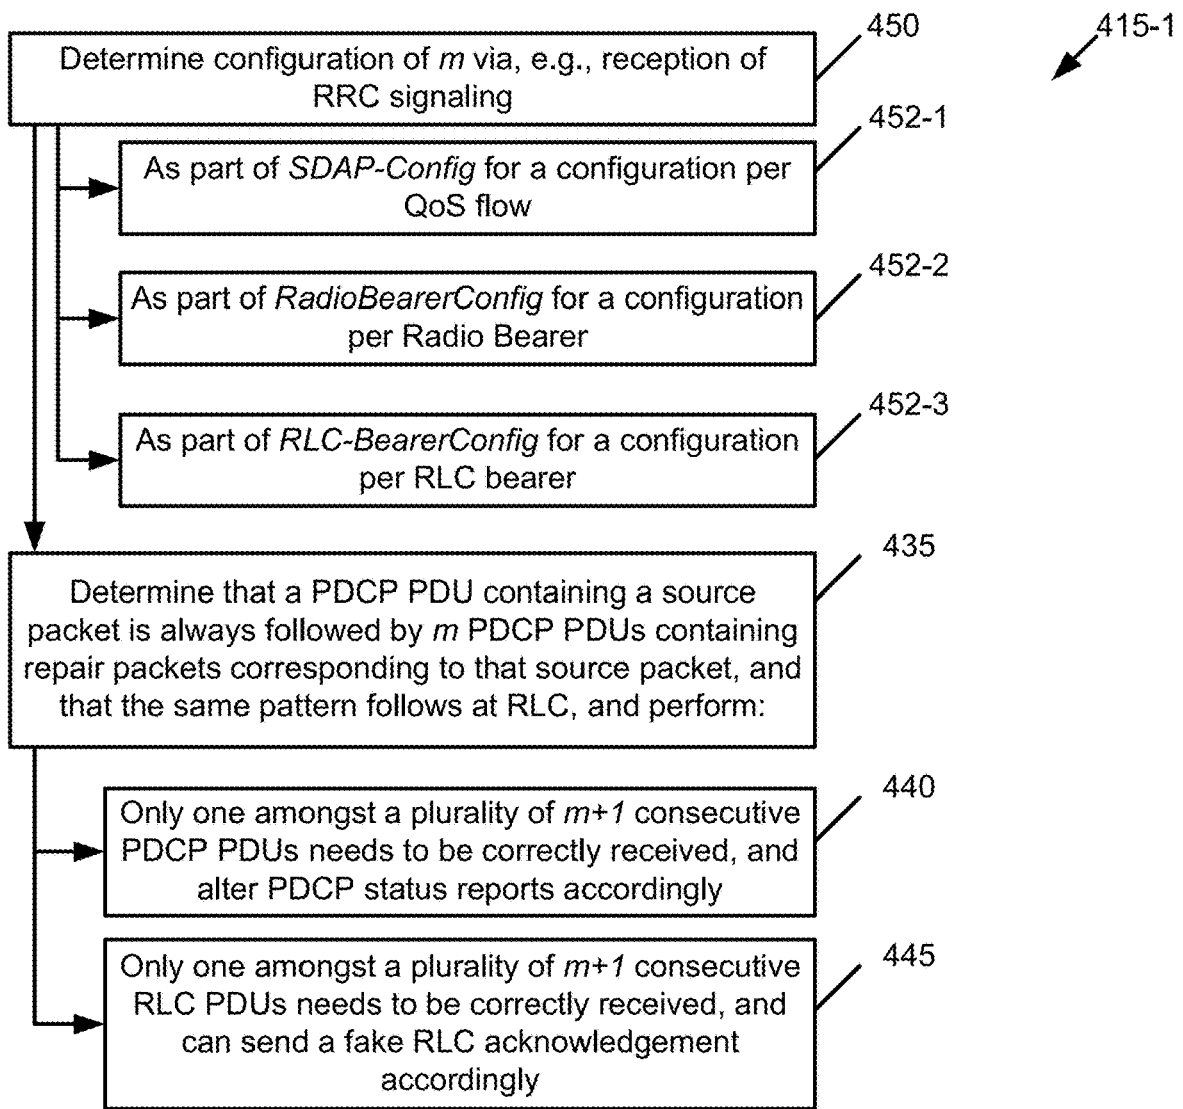 450
415-1
Determine configuration of m via, e.g., reception of
RRC signaling
452-1
As part of SDAP-Config for a configuration per
QoS flow
452-2
As part of RadioBearerConfig for a configuration
per Radio Bearer
452-3
As part of RLC-BearerConfig for a configuration
per RLC bearer
435
Determine that a PDCP PDU containing a source
packet is always followed by m PDCP PDUs containing
repair packets corresponding to that source packet, and
that the same pattern follows at RLC, and perform:
440
Only one amongst a plurality of m+1 consecutive
PDCP PDUs needs to be correctly received, and
alter PDCP status reports accordingly
445
Only one amongst a plurality of m+1 consecutive
RLC PDUs needs to be correctly received, and
can send a fake RLC acknowledgement
accordingly